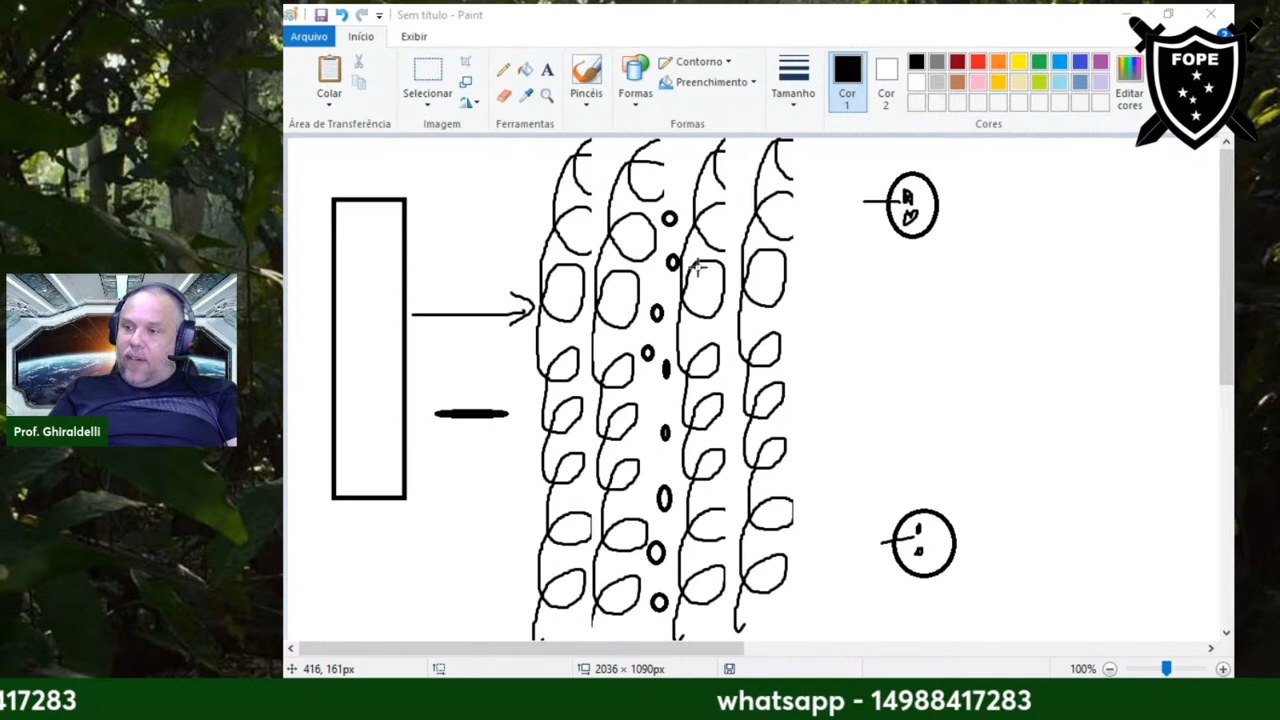 Sem título - Paint
Arquivo Início Exibir
Colar
Selecionar
Pincéis
Formas
Contorno
Preenchimento
Tamanho
Cor 1
Cor 2
Editar cores
Área de Transferência Imagem Ferramentas Formas Cores
FOPE
Prof. Ghiraldelli
416, 161px
2036 × 1090px
100%
417283 whatsapp - 14988417283